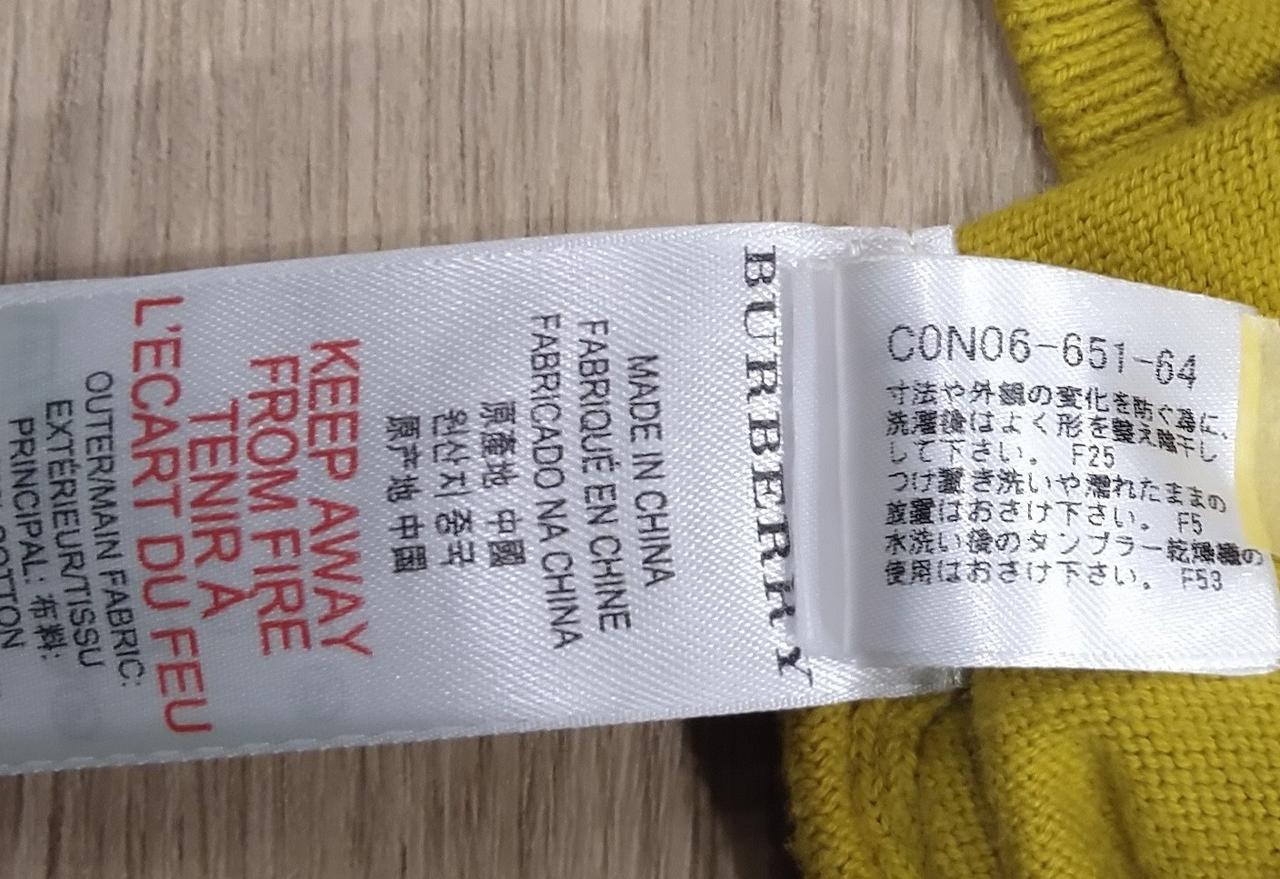 BURBERRY
MADE IN CHINA
FABRIQUÉ EN CHINE
FABRICADO NA CHINA
原產地 中國
원산지 중국
原产地 中國
KEEP AWAY
FROM FIRE
TENIR À
L'ECART DU FEU
OUTER/MAIN FABRIC:
EXTÉRIEUR/TISSU
PRINCIPAL: 布料:
COTTON
CON06-651-64
寸法や外観の変化を防ぐ為に、
洗濯後はよく形を整え陰干し
して下さい。 F25
つけ置き洗いや濡れたままの
放置はおさけ下さい。 F5
水洗い後のタンブラー乾燥機の
使用はおさけ下さい。 F53